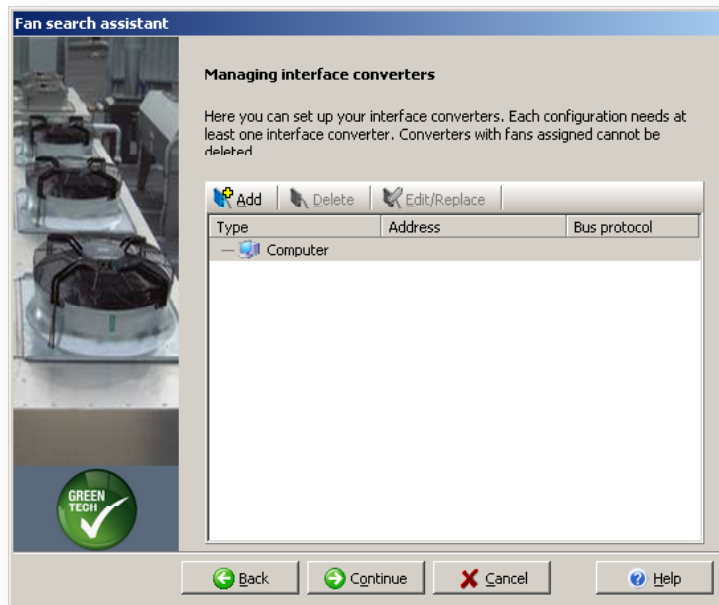 Fan search assistant
Managing interface converters
Here you can set up your interface converters. Each configuration needs at
least one interface converter. Converters with fans assigned cannot be
deleted
Add Delete Edit/Replace
Type Address Bus protocol
Computer
GREEN
TECH
Back Continue Cancel Help